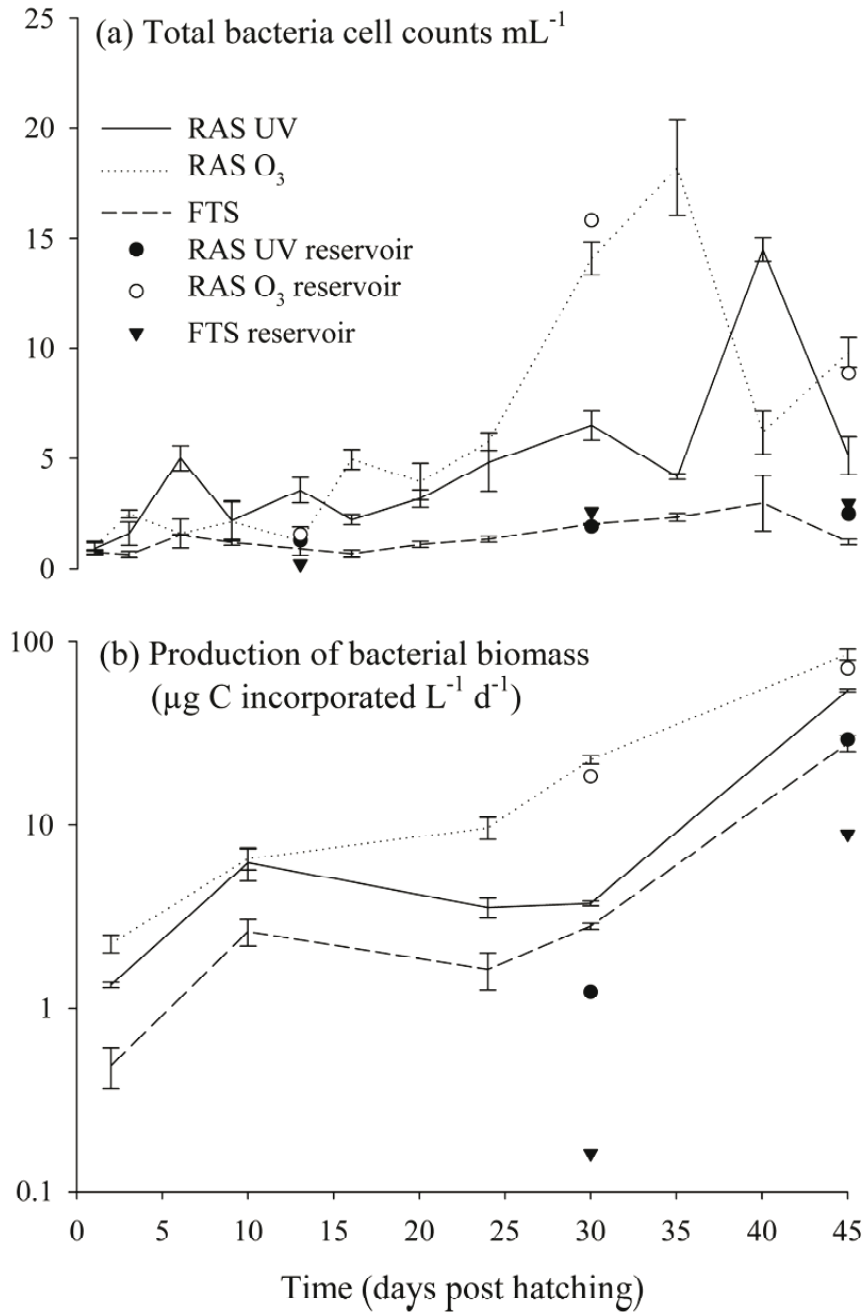 (a) Total bacteria cell counts mL⁻¹
25
20
15
10
5
0
RAS UV
RAS O₃
FTS
RAS UV reservoir
RAS O₃ reservoir
FTS reservoir
(b) Production of bacterial biomass
(µg C incorporated L⁻¹ d⁻¹)
100
10
1
0.1
0 5 10 15 20 25 30 35 40 45
Time (days post hatching)